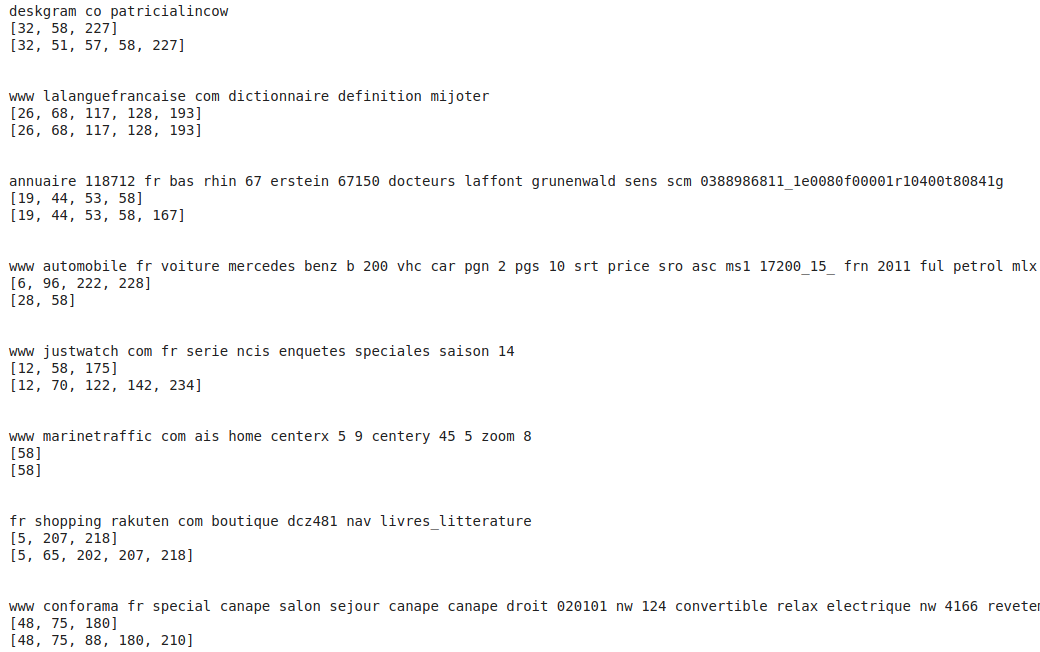 deskgram co patricialincow
[32, 58, 227]
[32, 51, 57, 58, 227]
www lalanguefrancaise com dictionnaire definition mijoter
[26, 68, 117, 128, 193]
[26, 68, 117, 128, 193]
annuaire 118712 fr bas rhin 67 erstein 67150 docteurs laffont grunenwald sens scm 0388986811_1e0080f00001r10400t80841g
[19, 44, 53, 58]
[19, 44, 53, 58, 167]
www automobile fr voiture mercedes benz b 200 vhc car pgn 2 pgs 10 srt price sro asc ms1 17200_15_ frn 2011 ful petrol mlx
[6, 96, 222, 228]
[28, 58]
www justwatch com fr serie ncis enquetes speciales saison 14
[12, 58, 175]
[12, 70, 122, 142, 234]
www marinetraffic com ais home centerx 5 9 centery 45 5 zoom 8
[58]
[58]
fr shopping rakuten com boutique dcz481 nav livres_litterature
[5, 207, 218]
[5, 65, 202, 207, 218]
www conforama fr special canape salon sejour canape canape droit 020101 nw 124 convertible relax electrique nw 4166 reveter
[48, 75, 180]
[48, 75, 88, 180, 210]